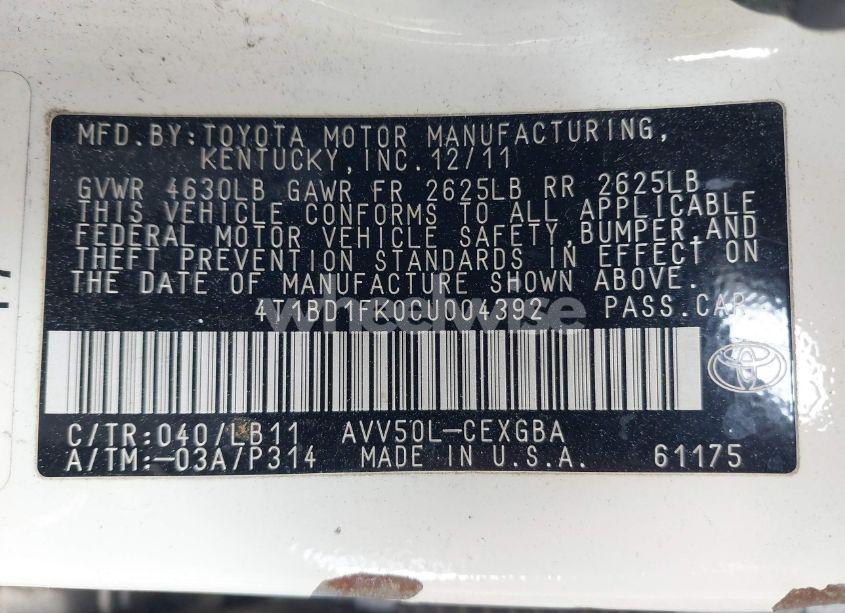 MFD.BY:TOYOTA MOTOR MANUFACTURING,
KENTUCKY,INC.12/11
GVWR 4630LB GAWR FR 2625LB RR 2625LB
THIS VEHICLE CONFORMS TO ALL APPLICABLE
FEDERAL MOTOR VEHICLE SAFETY,BUMPER,AND
THEFT PREVENTION STANDARDS IN EFFECT ON
THE DATE OF MANUFACTURE SHOWN ABOVE.
4T1BD1FK0CU004392 PASS.CAR
wheelwise
C/TR:040/LB11 AVV50L-CEXGBA
A/TM:-03A/P314 MADE IN U.S.A. 61175